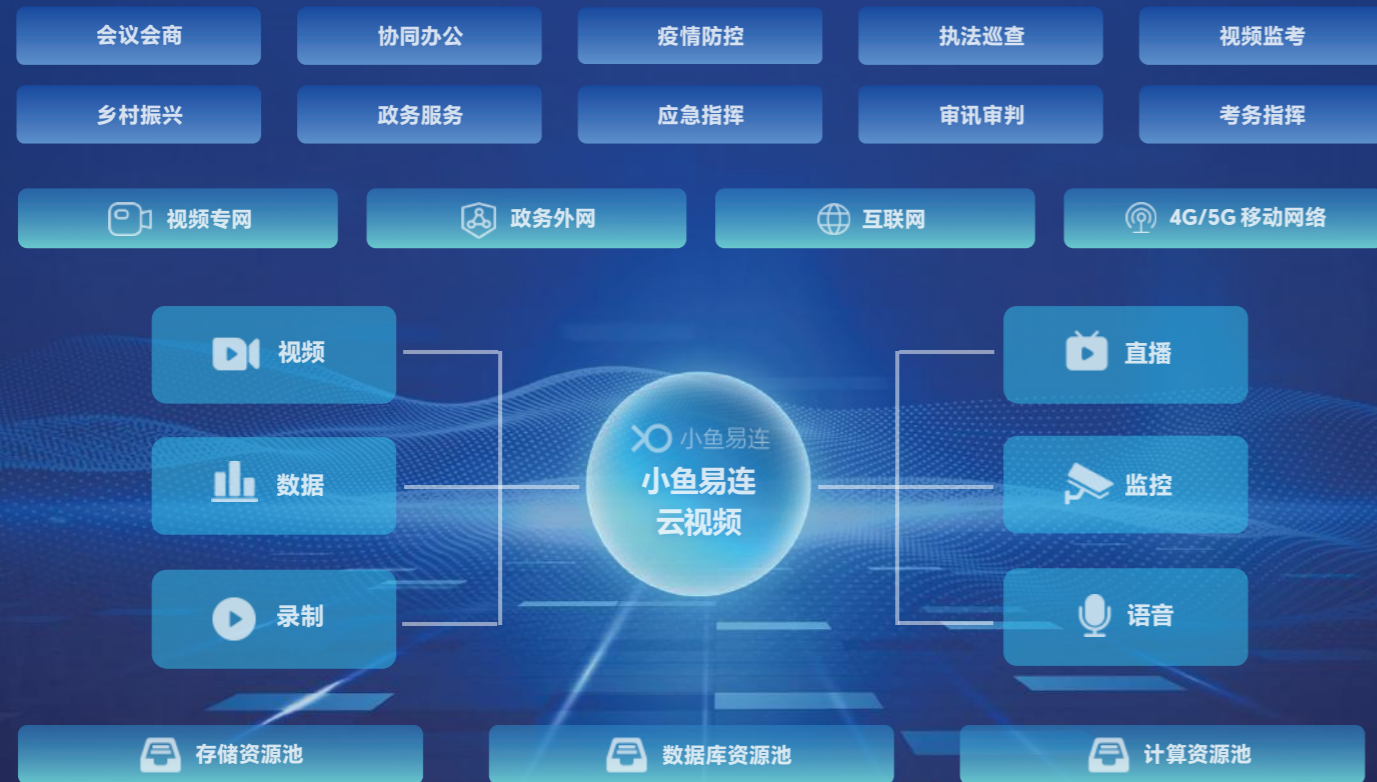 会议会商
协同办公
疫情防控
执法巡查
视频监考
乡村振兴
政务服务
应急指挥
审讯审判
考务指挥
视频专网
政务外网
互联网
4G/5G 移动网络
视频
直播
小鱼易连
小鱼易连
云视频
数据
监控
录制
语音
存储资源池
数据库资源池
计算资源池